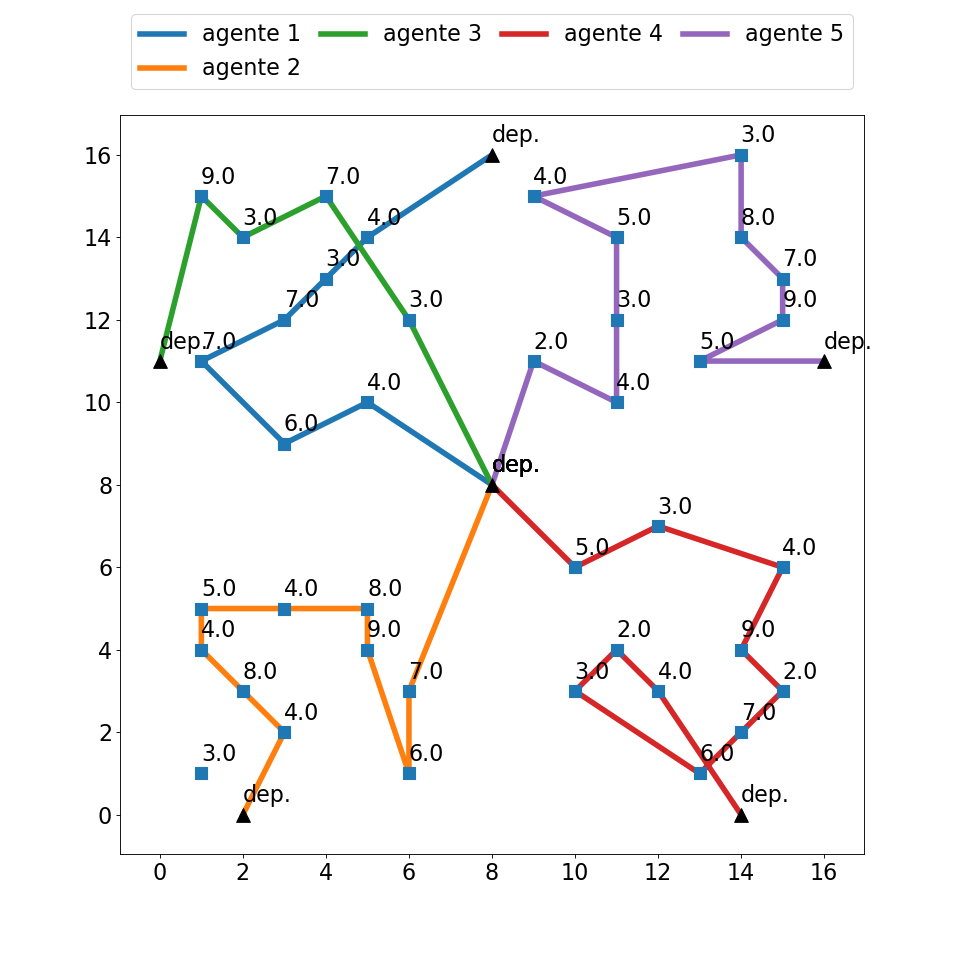 agente 1 agente 3 agente 4 agente 5
agente 2
16
14
12
10
8
6
4
2
0
0 2 4 6 8 10 12 14 16
dep. 3.0
9.0 7.0 4.0
3.0 4.0 5.0 8.0
3.0 7.0
7.0 3.0 3.0 9.0
dep. 7.0 2.0 5.0 dep.
4.0 4.0
6.0
dep.
3.0
5.0 4.0
5.0 4.0 8.0
4.0 9.0 2.0 9.0
8.0 7.0 3.0 4.0 2.0
4.0 7.0
3.0 6.0 6.0
dep. dep.